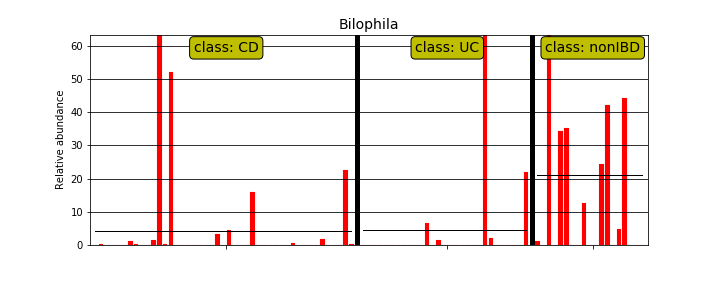 Bilophila
class: CD
class: UC
class: nonIBD
Relative abundance
60
50
40
30
20
10
0